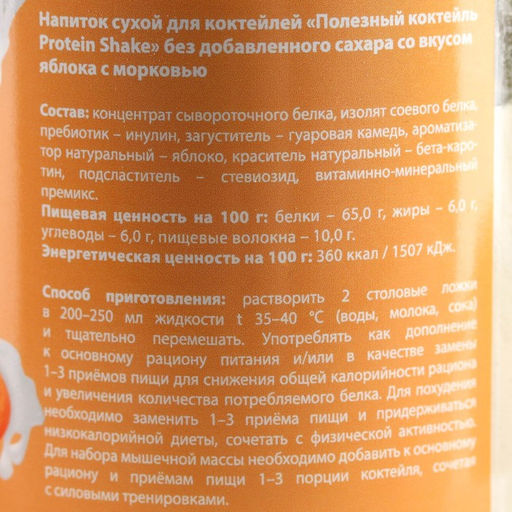 Напиток сухой для коктейлей «Полезный коктейль
Protein Shake» без добавленного сахара со вкусом
яблока с морковью
Состав: концентрат сывороточного белка, изолят соевого белка,
пребиотик – инулин, загуститель – гуаровая камедь, ароматиза-
тор натуральный – яблоко, краситель натуральный – бета-каро-
тин, подсластитель – стевиозид, витаминно-минеральный
премикс.
Пищевая ценность на 100 г: белки – 65,0 г, жиры – 6,0 г,
углеводы – 6,0 г, пищевые волокна – 10,0 г.
Энергетическая ценность на 100 г: 360 ккал / 1507 кДж.
Способ приготовления: растворить 2 столовые ложки
в 200–250 мл жидкости t 35–40 °C (воды, молока, сока)
и тщательно перемешать. Употреблять как дополнение
к основному рациону питания и/или в качестве замены
1–3 приёмов пищи для снижения общей калорийности рациона
и увеличения количества потребляемого белка. Для похудения
необходимо заменить 1–3 приёма пищи и придерживаться
низкокалорийной диеты, сочетать с физической активностью.
Для набора мышечной массы необходимо добавить к основному
рациону и приёмам пищи 1–3 порции коктейля, сочетая
с силовыми тренировками.